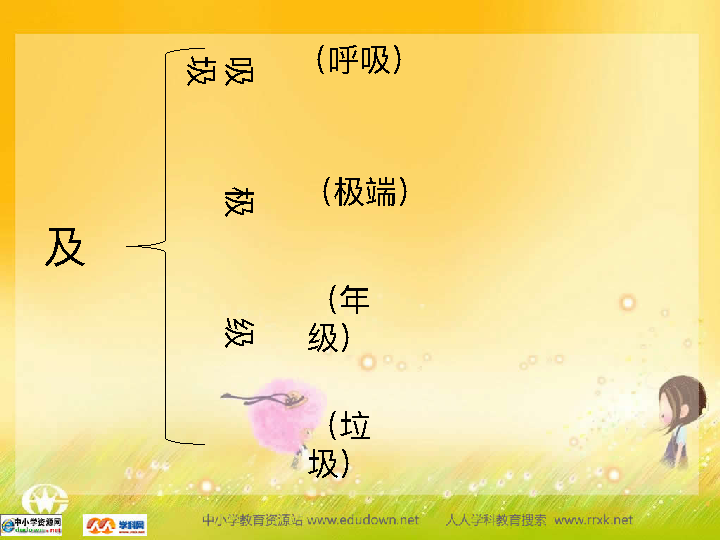 及
吸
圾
极
级
（呼吸）
（极端）
（年
级）
（垃
圾）
中小学资源网
学科网
中小学教育资源站 www.edudown.net 人人学科教育搜索 www.rrxk.net